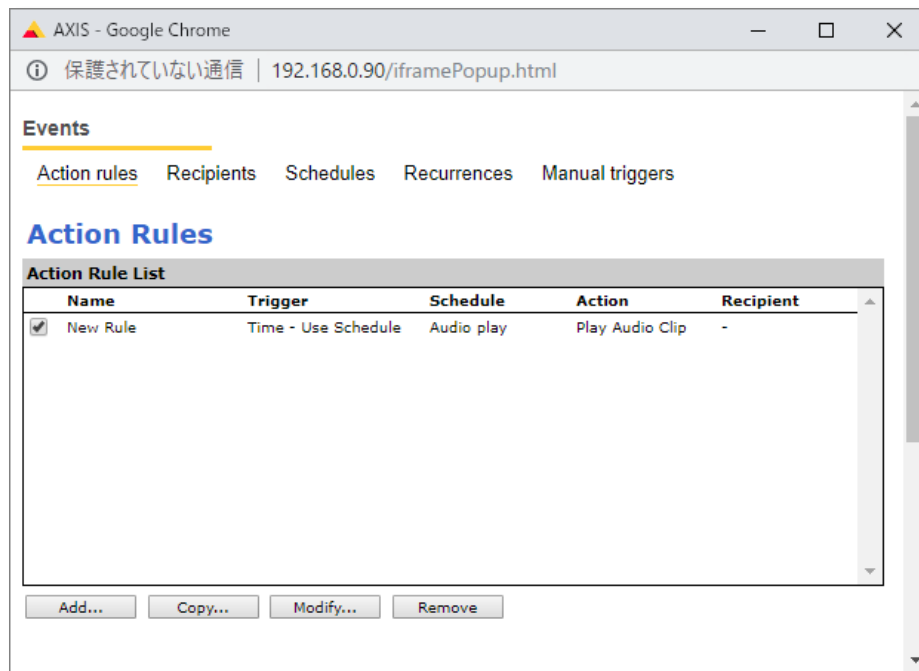 AXIS - Google Chrome
保護されていない通信 | 192.168.0.90/iframePopup.html
Events
Action rules Recipients Schedules Recurrences Manual triggers
Action Rules
Action Rule List
Name Trigger Schedule Action Recipient
New Rule Time - Use Schedule Audio play Play Audio Clip -
Add... Copy... Modify... Remove